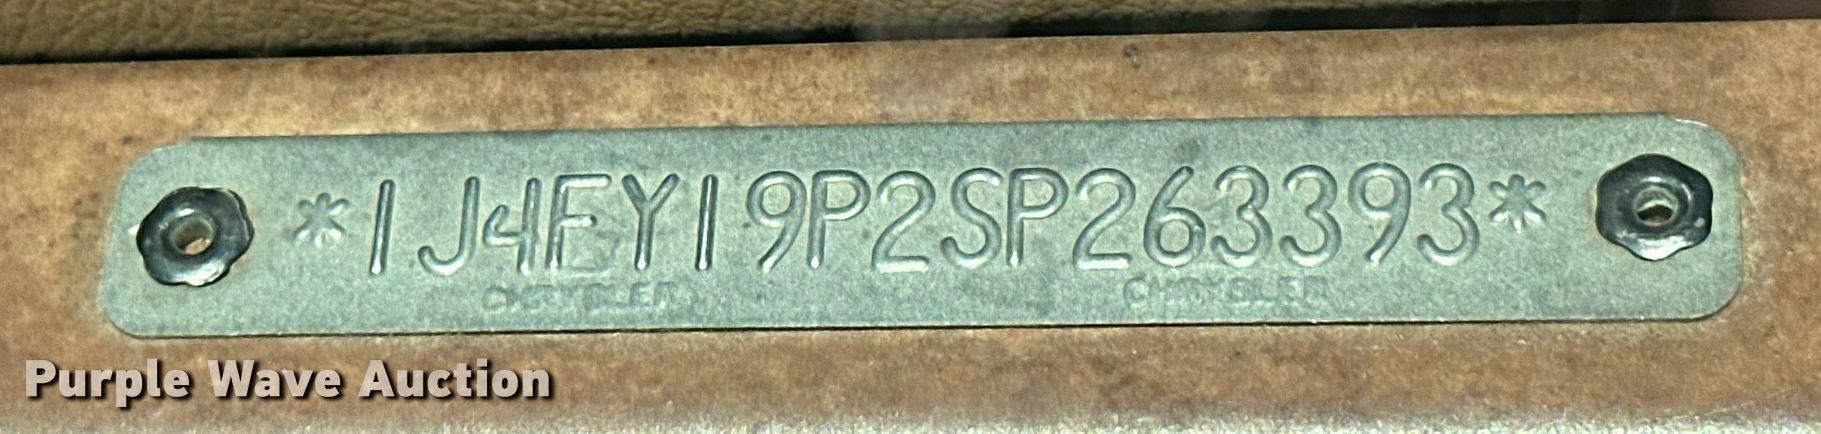 *1J4FY19P2SP263393*
CHRYSLER CHRYSLER
Purple Wave Auction